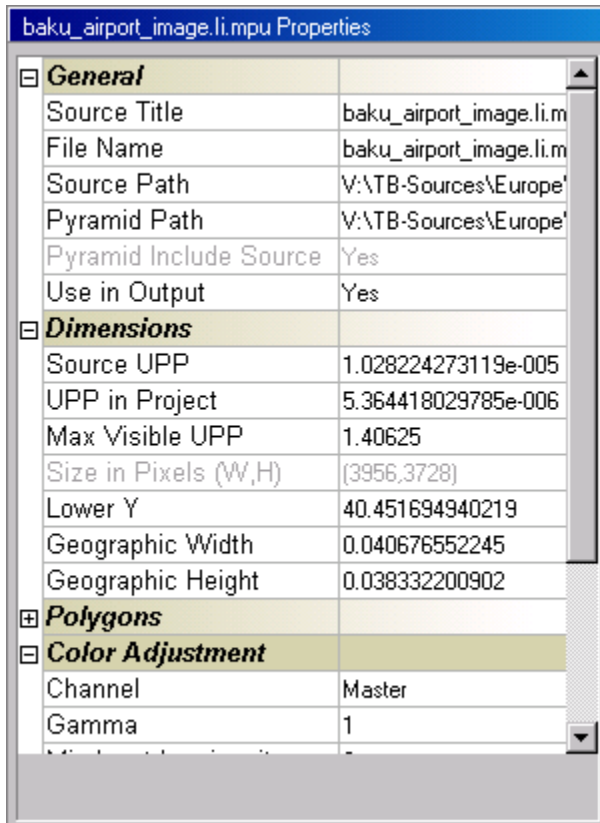 baku_airport_image.li.mpu Properties
General
Source Title baku_airport_image.li.m
File Name baku_airport_image.li.m
Source Path V:\TB-Sources\Europe'
Pyramid Path V:\TB-Sources\Europe'
Pyramid Include Source Yes
Use in Output Yes
Dimensions
Source UPP 1.028224273119e-005
UPP in Project 5.364418029785e-006
Max Visible UPP 1.40625
Size in Pixels (W,H) (3956,3728)
Lower Y 40.451694940219
Geographic Width 0.040676552245
Geographic Height 0.038332200902
Polygons
Color Adjustment
Channel Master
Gamma 1